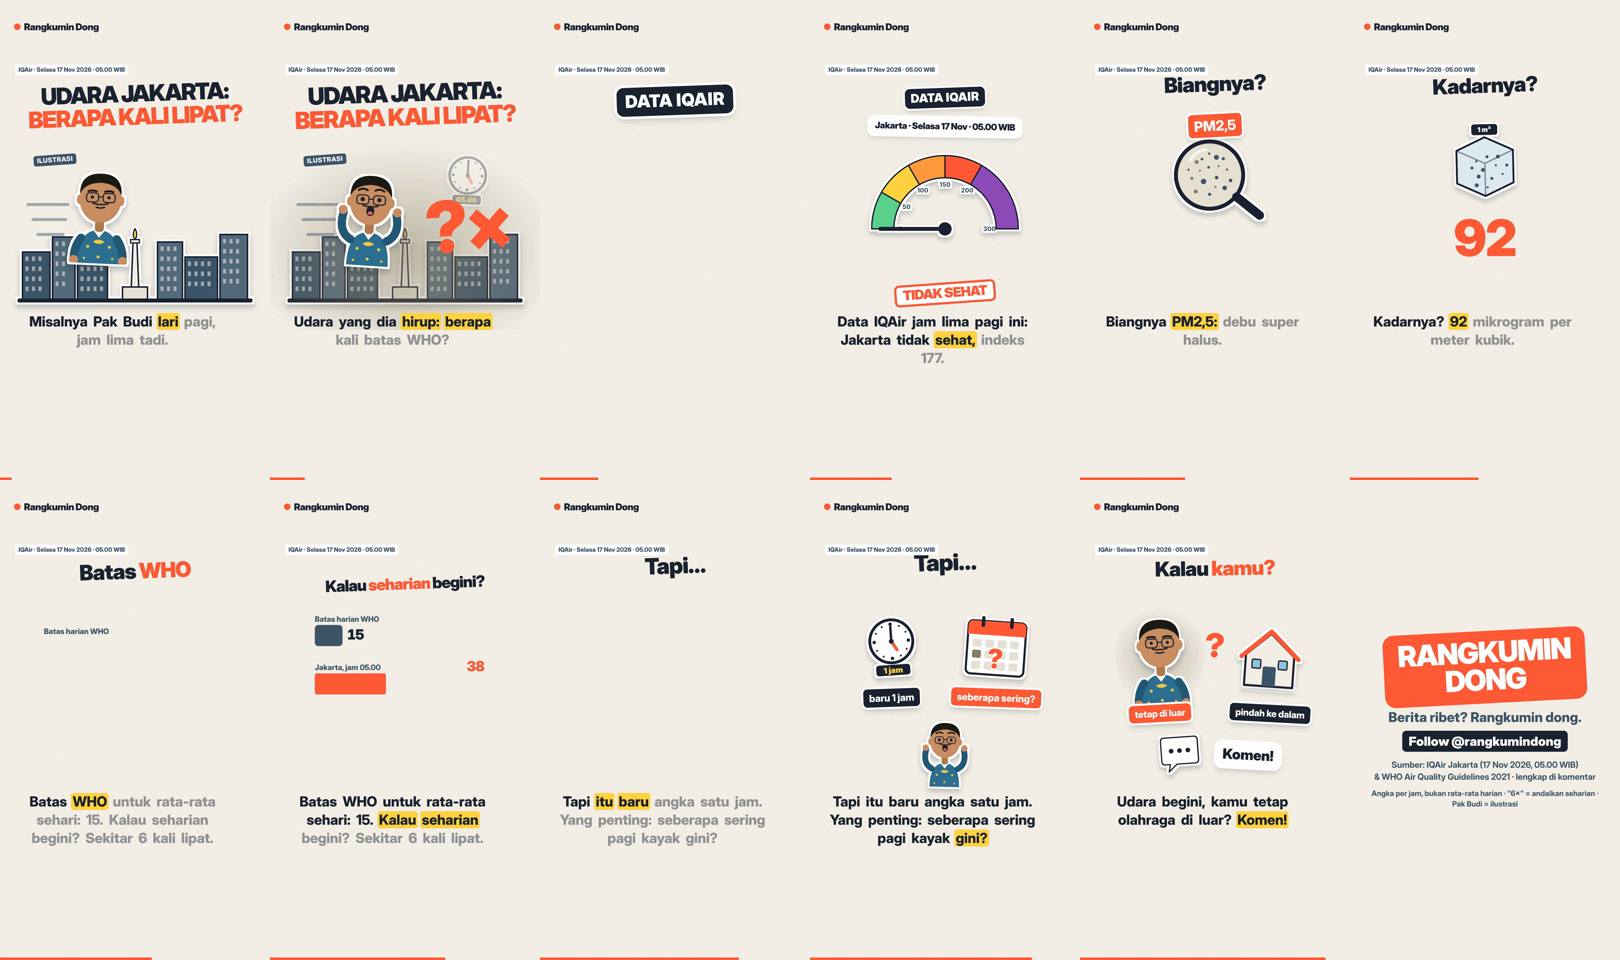 Rangkumin Dong
IQAir · Selasa 17 Nov 2026 · 05.00 WIB
UDARA JAKARTA:
BERAPA KALI LIPAT?
ILUSTRASI
Misalnya Pak Budi lari pagi,
jam lima tadi.
Rangkumin Dong
IQAir · Selasa 17 Nov 2026 · 05.00 WIB
UDARA JAKARTA:
BERAPA KALI LIPAT?
ILUSTRASI
05.00
?×
Udara yang dia hirup: berapa
kali batas WHO?
Rangkumin Dong
IQAir · Selasa 17 Nov 2026 · 05.00 WIB
DATA IQAIR
Rangkumin Dong
IQAir · Selasa 17 Nov 2026 · 05.00 WIB
DATA IQAIR
Jakarta · Selasa 17 Nov · 05.00 WIB
50
100
150
200
300
TIDAK SEHAT
Data IQAir jam lima pagi ini:
Jakarta tidak sehat, indeks
177.
Rangkumin Dong
IQAir · Selasa 17 Nov 2026 · 05.00 WIB
Biangnya?
PM2,5
Biangnya PM2,5: debu super
halus.
Rangkumin Dong
IQAir · Selasa 17 Nov 2026 · 05.00 WIB
Kadarnya?
1 m³
92
Kadarnya? 92 mikrogram per
meter kubik.
Rangkumin Dong
IQAir · Selasa 17 Nov 2026 · 05.00 WIB
Batas WHO
Batas harian WHO
Batas WHO untuk rata-rata
sehari: 15. Kalau seharian
begini? Sekitar 6 kali lipat.
Rangkumin Dong
IQAir · Selasa 17 Nov 2026 · 05.00 WIB
Kalau seharian begini?
Batas harian WHO
15
Jakarta, jam 05.00
38
Batas WHO untuk rata-rata
sehari: 15. Kalau seharian
begini? Sekitar 6 kali lipat.
Rangkumin Dong
IQAir · Selasa 17 Nov 2026 · 05.00 WIB
Tapi...
Tapi itu baru angka satu jam.
Yang penting: seberapa sering
pagi kayak gini?
Rangkumin Dong
IQAir · Selasa 17 Nov 2026 · 05.00 WIB
Tapi...
1 jam
?
baru 1 jam
seberapa sering?
Tapi itu baru angka satu jam.
Yang penting: seberapa sering
pagi kayak gini?
Rangkumin Dong
IQAir · Selasa 17 Nov 2026 · 05.00 WIB
Kalau kamu?
?
tetap di luar
pindah ke dalam
Komen!
Udara begini, kamu tetap
olahraga di luar? Komen!
RANGKUMIN
DONG
Berita ribet? Rangkumin dong.
Follow @rangkumindong
Sumber: IQAir Jakarta (17 Nov 2026, 05.00 WIB)
& WHO Air Quality Guidelines 2021 · lengkap di komentar
Angka per jam, bukan rata-rata harian · "6×" = andaikan seharian ·
Pak Budi = ilustrasi